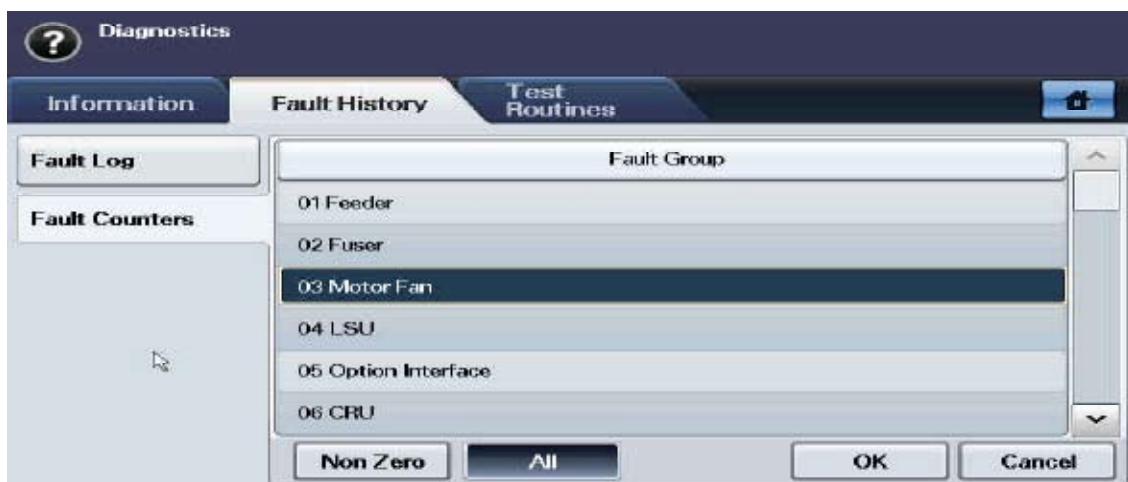 Diagnostics
Information
Fault History
Test
Routines
Fault Log
Fault Counters
Fault Group
01 Feeder
02 Fuser
03 Motor Fan
04 LSU
05 Option Interface
06 CRU
Non Zero
All
OK
Cancel